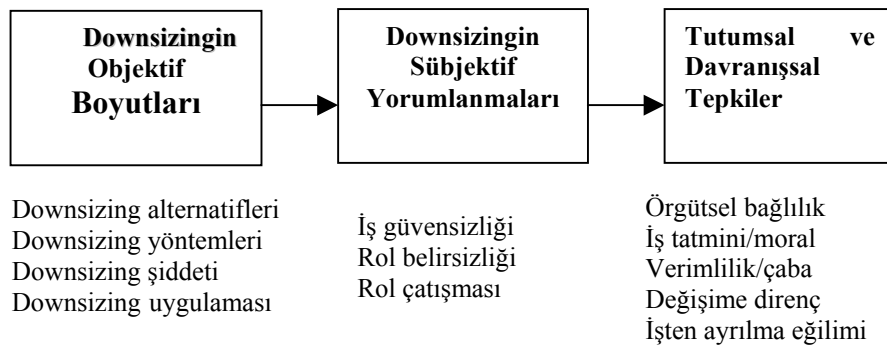 Downsizingin
Objektif
Boyutları
Downsizingin
Sübjektif
Yorumlanmaları
Tutumsal ve
Davranışsal
Tepkiler
Downsizing alternatifleri
Downsizing yöntemleri
Downsizing şiddeti
Downsizing uygulaması
İş güvensizliği
Rol belirsizliği
Rol çatışması
Örgütsel bağlılık
İş tatmini/moral
Verimlilik/çaba
Değişime direnç
İşten ayrılma eğilimi